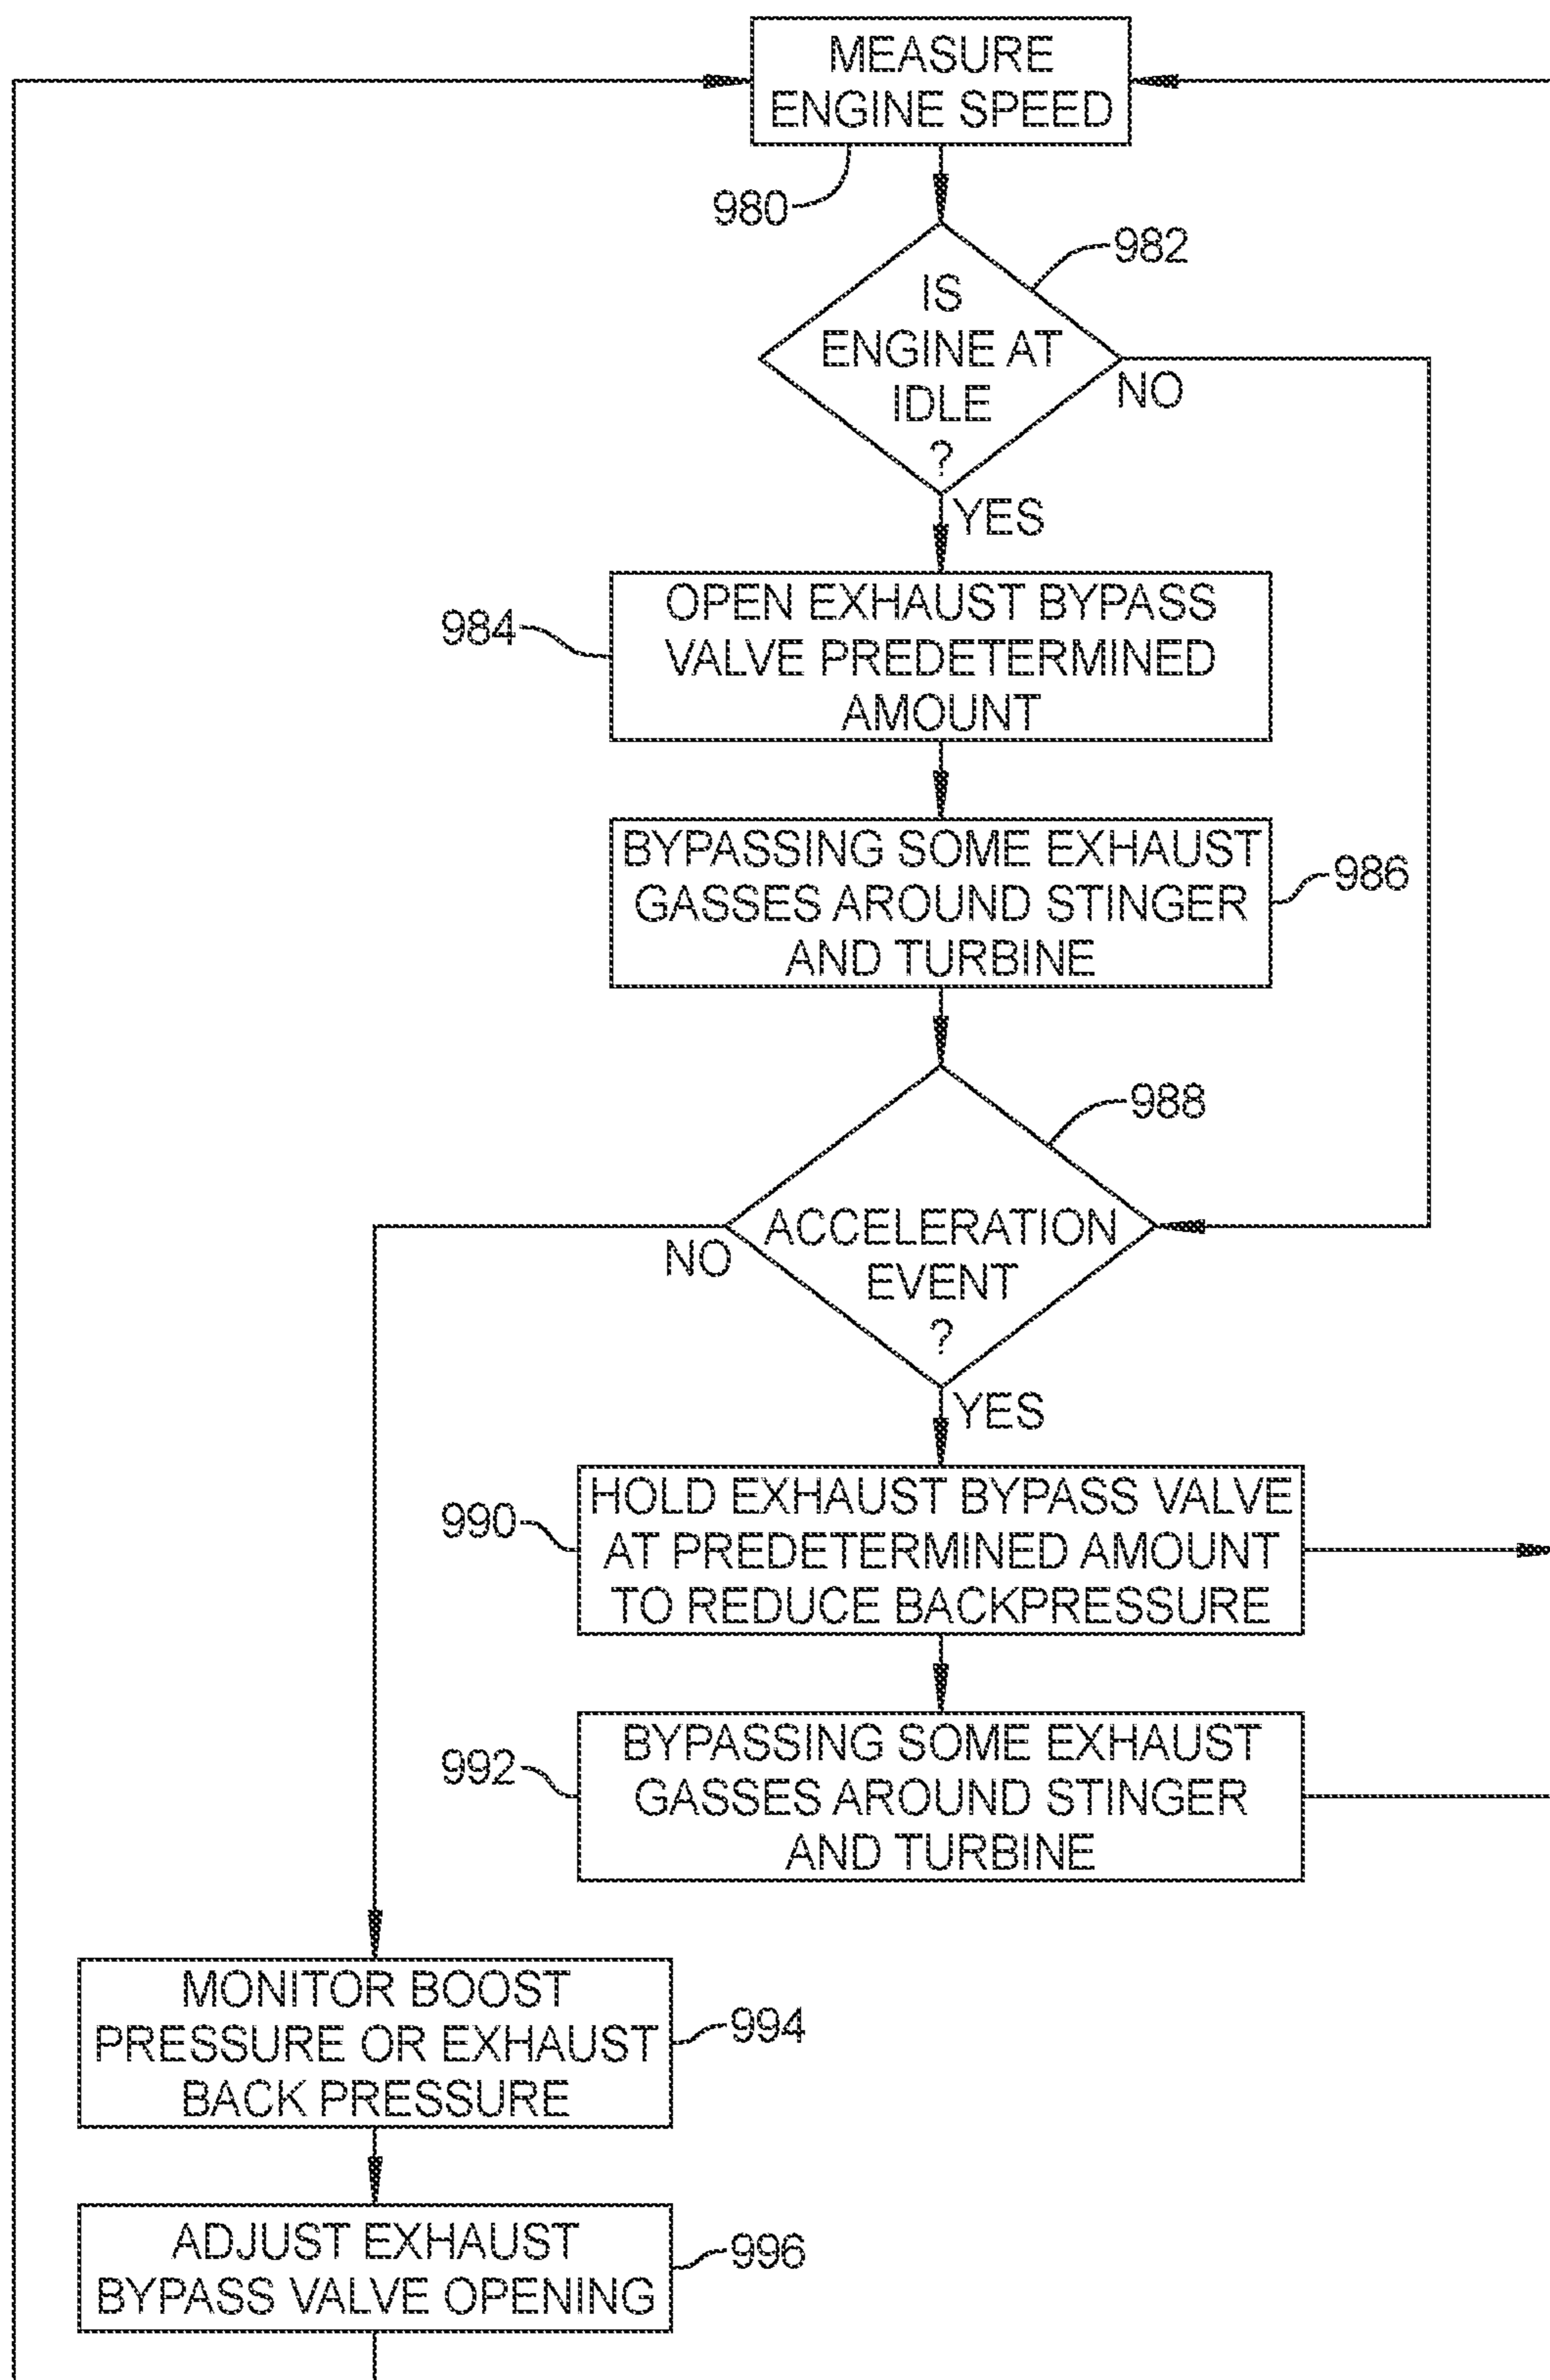 MEASURE
ENGINE SPEED
980
982
IS
ENGINE AT
IDLE
?
NO
YES
984
OPEN EXHAUST BYPASS
VALVE PREDETERMINED
AMOUNT
BYPASSING SOME EXHAUST
GASSES AROUND STINGER
AND TURBINE
986
988
ACCELERATION
EVENT
?
NO
YES
990
HOLD EXHAUST BYPASS VALVE
AT PREDETERMINED AMOUNT
TO REDUCE BACKPRESSURE
992
BYPASSING SOME EXHAUST
GASSES AROUND STINGER
AND TURBINE
MONITOR BOOST
PRESSURE OR EXHAUST
BACK PRESSURE
994
ADJUST EXHAUST
BYPASS VALVE OPENING
996